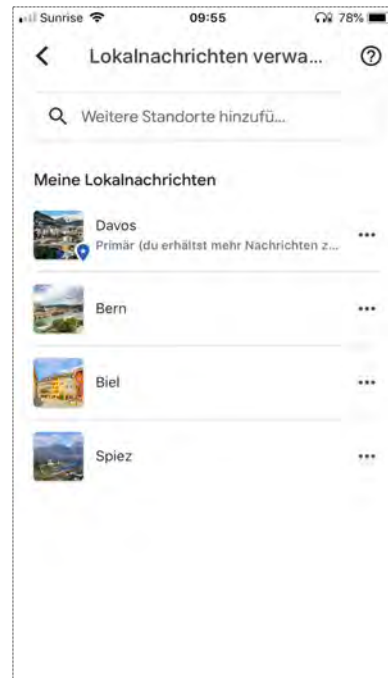 Sunrise 09:55 78%
Lokalnachrichten verwa...
Weitere Standorte hinzufü...
Meine Lokalnachrichten
Davos
Primär (du erhältst mehr Nachrichten z...
Bern
Biel
Spiez